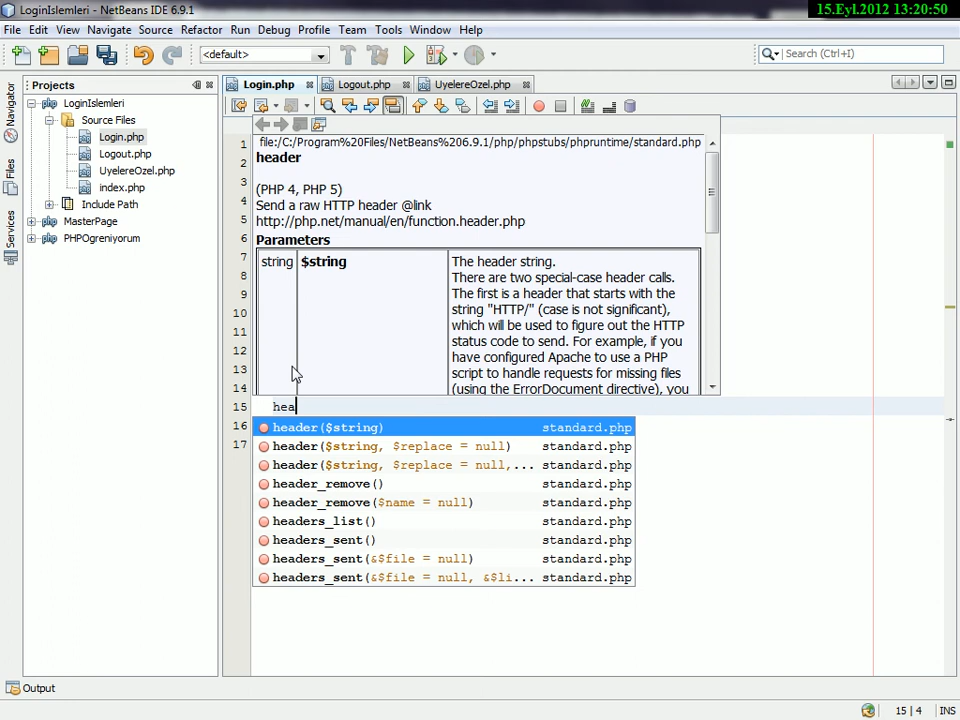 LoginIslemleri - NetBeans IDE 6.9.1
15.Eyl.2012 13:20:50
File Edit View Navigate Source Refactor Run Debug Profile Team Tools Window Help
<default>
Search (Ctrl+I)
Projects
Login.php Logout.php UyelereOzel.php
Navigator
Files
Services
LoginIslemleri
Source Files
Login.php
Logout.php
UyelereOzel.php
index.php
Include Path
MasterPage
PHPOgreniyorum
1
2
3
4
5
6
7
8
9
10
11
12
13
14
15
16
17
file:/C:/Program%20Files/NetBeans%206.9.1/php/phpstubs/phpruntime/standard.php
header
(PHP 4, PHP 5)
Send a raw HTTP header @link
http://php.net/manual/en/function.header.php
Parameters
string $string The header string.
There are two special-case header calls.
The first is a header that starts with the
string "HTTP/" (case is not significant),
which will be used to figure out the HTTP
status code to send. For example, if you
have configured Apache to use a PHP
script to handle requests for missing files
(using the ErrorDocument directive), you
hea
header($string) standard.php
header($string, $replace = null) standard.php
header($string, $replace = null,... standard.php
header_remove() standard.php
header_remove($name = null) standard.php
headers_list() standard.php
headers_sent() standard.php
headers_sent(&$file = null) standard.php
headers_sent(&$file = null, &$li... standard.php
Output
15 | 4 INS